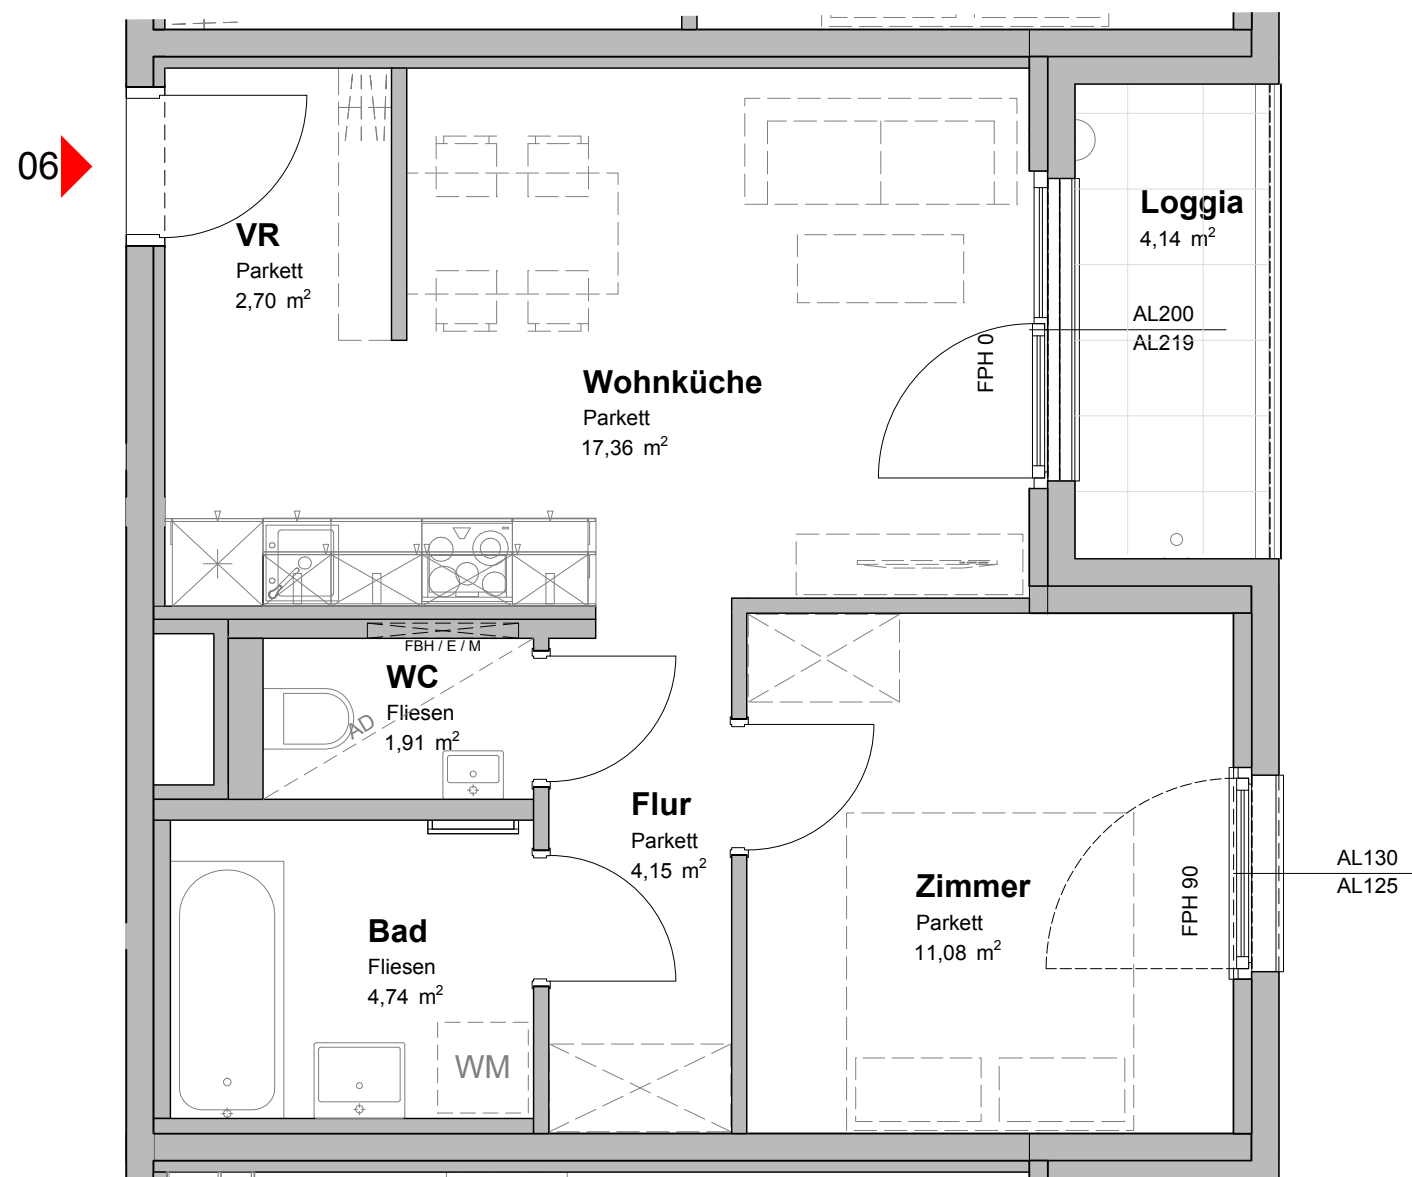 06
VR
Parkett
2,70 m²
Loggia
4,14 m²
AL200
AL219
FPH 0
Wohnküche
Parkett
17,36 m²
FBH / E / M
WC
Fliesen
1,91 m²
AD
Flur
Parkett
4,15 m²
Zimmer
Parkett
11,08 m²
FPH 90
AL130
AL125
Bad
Fliesen
4,74 m²
WM